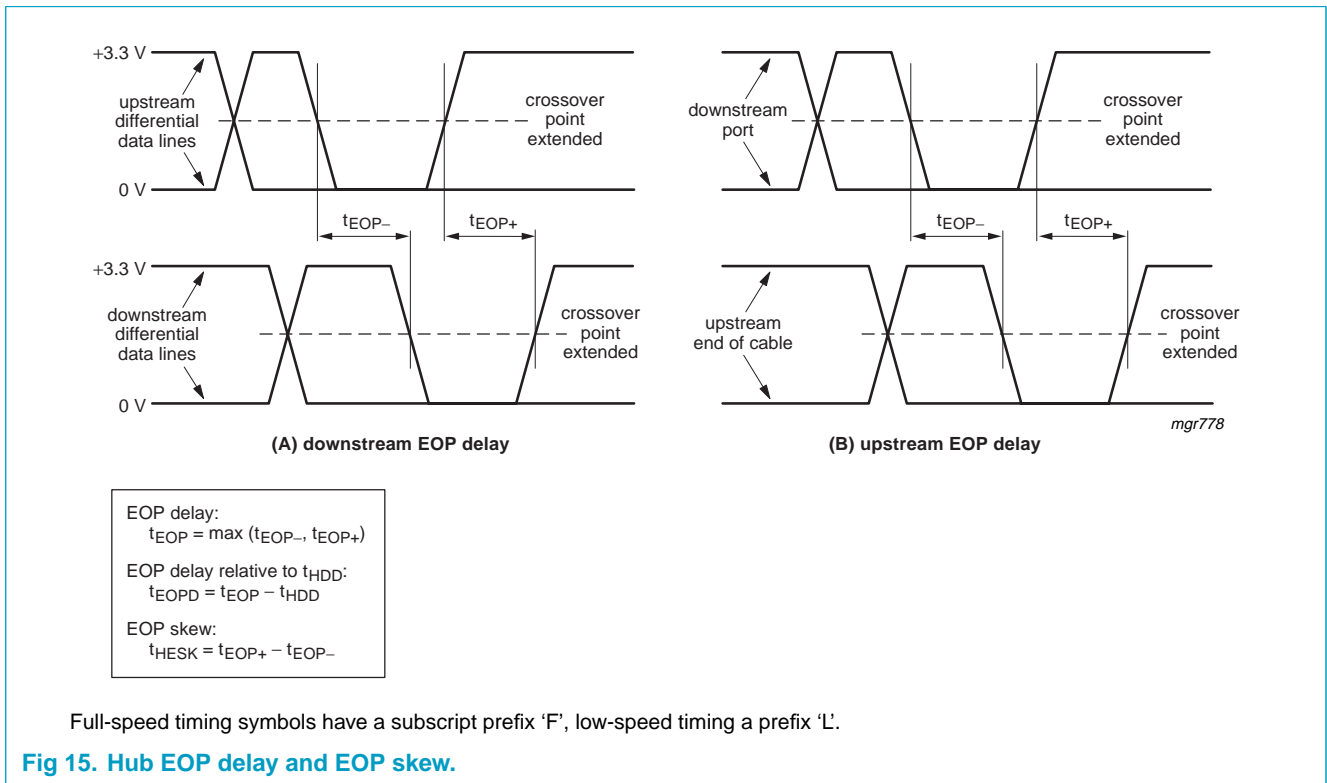 +3.3 V
upstream
differential
data lines
0 V
crossover
point
extended
tEOP−
tEOP+
+3.3 V
downstream
differential
data lines
0 V
crossover
point
extended
(A) downstream EOP delay
downstream
port
crossover
point
extended
tEOP−
tEOP+
upstream
end of cable
crossover
point
extended
mgr778
(B) upstream EOP delay
EOP delay:
tEOP = max (tEOP−, tEOP+)
EOP delay relative to tHDD:
tEOPD = tEOP − tHDD
EOP skew:
tHESK = tEOP+ − tEOP−
Full-speed timing symbols have a subscript prefix ‘F’, low-speed timing a prefix ‘L’.
Fig 15. Hub EOP delay and EOP skew.